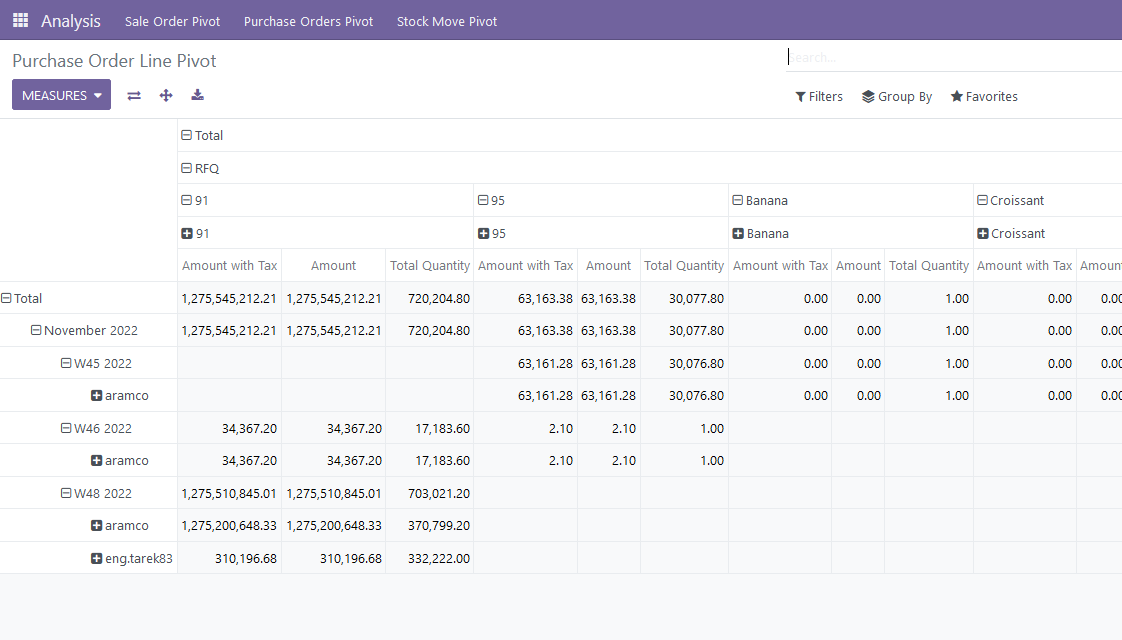 Analysis Sale Order Pivot Purchase Orders Pivot Stock Move Pivot
Purchase Order Line Pivot Search...
MEASURES Filters Group By Favorites
Total
RFQ
91 95 Banana Croissant
91 95 Banana Croissant
Amount with Tax Amount Total Quantity Amount with Tax Amount Total Quantity Amount with Tax Amount Total Quantity Amount with Tax Amoun
Total 1,275,545,212.21 1,275,545,212.21 720,204.80 63,163.38 63,163.38 30,077.80 0.00 0.00 1.00 0.00 0.00
November 2022 1,275,545,212.21 1,275,545,212.21 720,204.80 63,163.38 63,163.38 30,077.80 0.00 0.00 1.00 0.00 0.00
W45 2022 63,161.28 63,161.28 30,076.80 0.00 0.00 1.00 0.00 0.00
aramco 63,161.28 63,161.28 30,076.80 0.00 0.00 1.00 0.00 0.00
W46 2022 34,367.20 34,367.20 17,183.60 2.10 2.10 1.00
aramco 34,367.20 34,367.20 17,183.60 2.10 2.10 1.00
W48 2022 1,275,510,845.01 1,275,510,845.01 703,021.20
aramco 1,275,200,648.33 1,275,200,648.33 370,799.20
eng.tarek83 310,196.68 310,196.68 332,222.00